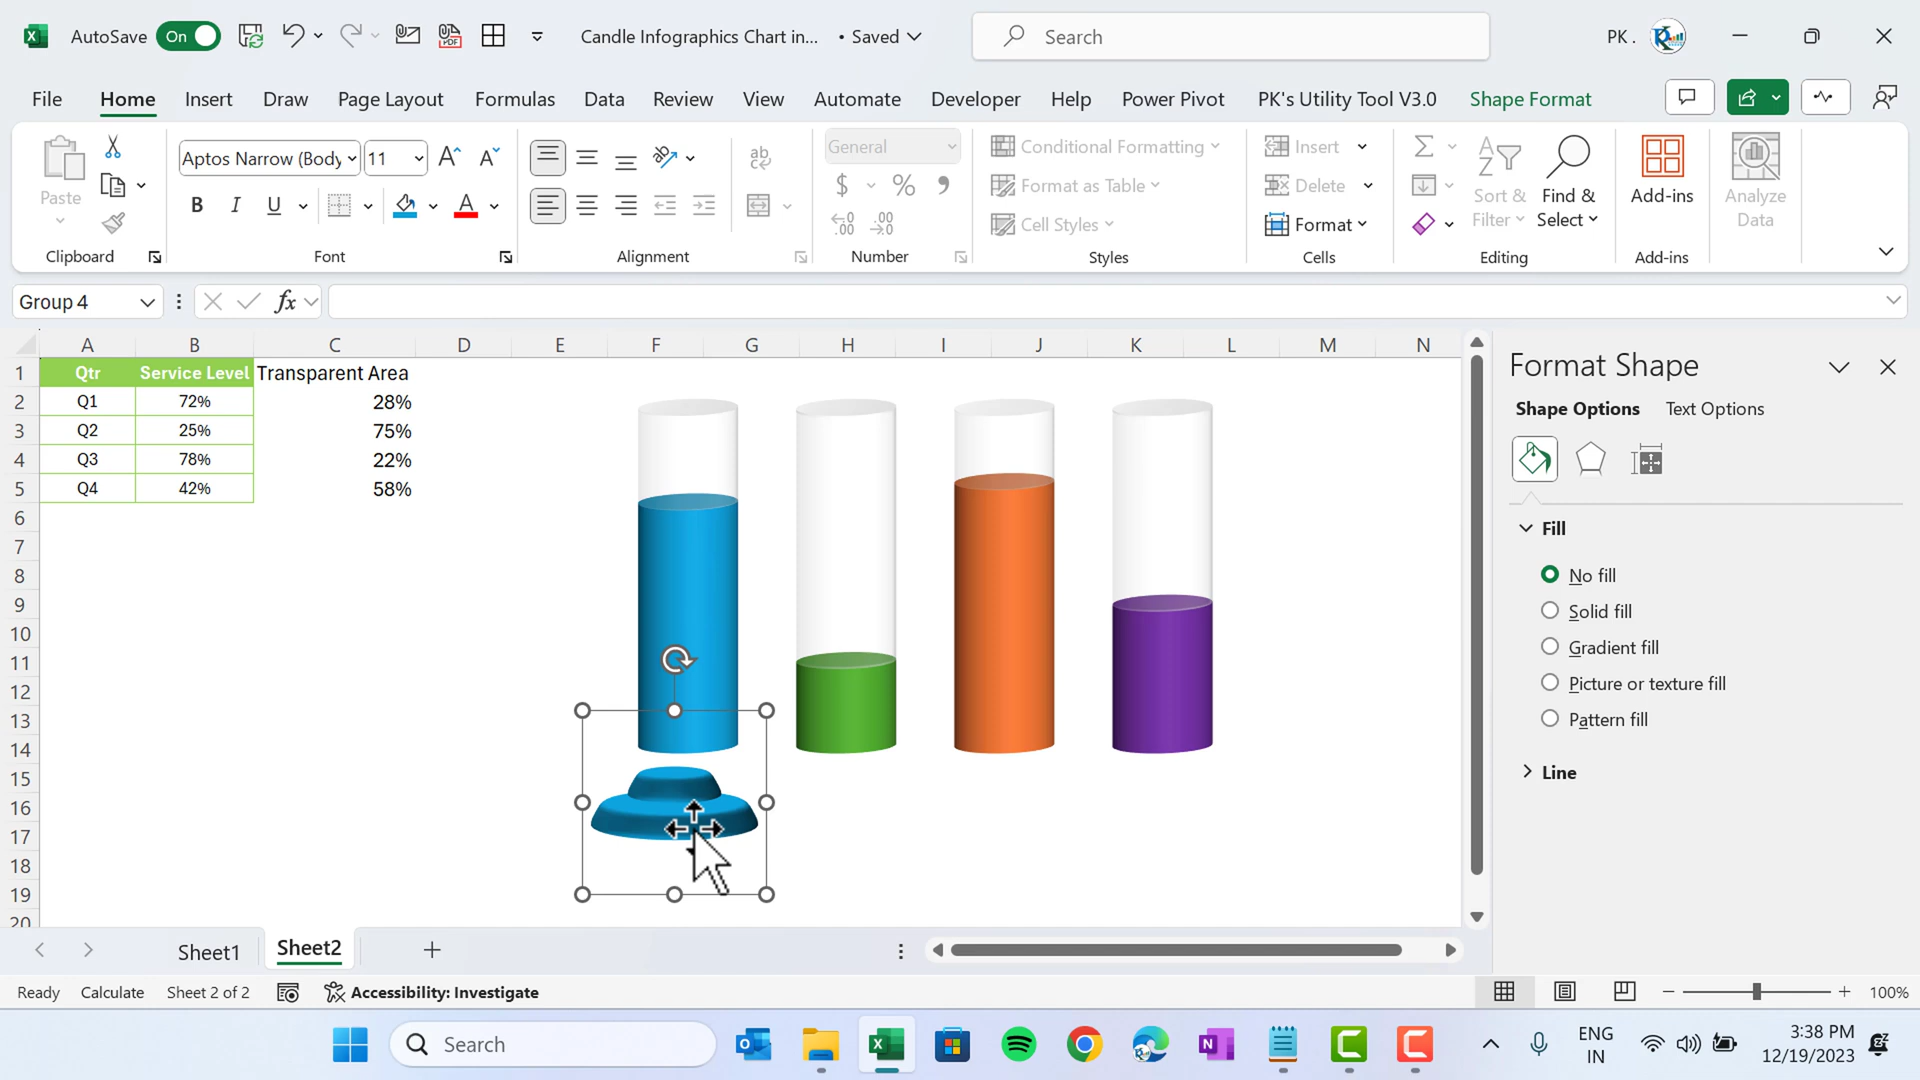 AutoSave On Candle Infographics Chart in... • Saved Search PK .
File Home Insert Draw Page Layout Formulas Data Review View Automate Developer Help Power Pivot PK's Utility Tool V3.0 Shape Format
Paste Aptos Narrow (Body 11 General Conditional Formatting Format as Table Cell Styles Insert Delete Format Sort & Filter Find & Select Add-ins Analyze Data
Clipboard Font Alignment Number Styles Cells Editing Add-ins
Group 4 fx
A B C D E F G H I J K L M N
1 Qtr Service Level Transparent Area
2 Q1 72% 28%
3 Q2 25% 75%
4 Q3 78% 22%
5 Q4 42% 58%
6
7
8
9
10
11
12
13
14
15
16
17
18
19
20
Format Shape
Shape Options Text Options
Fill
No fill
Solid fill
Gradient fill
Picture or texture fill
Pattern fill
Line
Sheet1 Sheet2
Ready Calculate Sheet 2 of 2 Accessibility: Investigate 100%
Search ENG IN 3:38 PM 12/19/2023